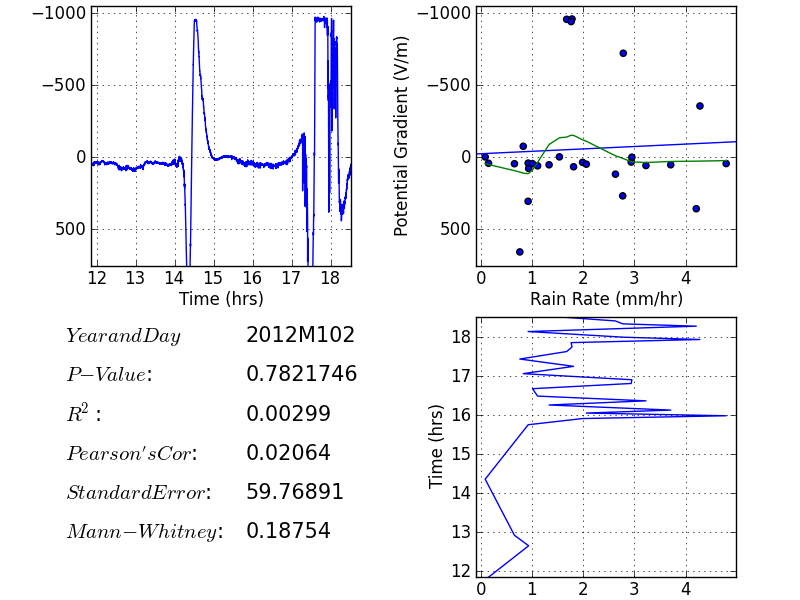 −1000
−500
0
500
12 13 14 15 16 17 18
Time (hrs)
Potential Gradient (V/m)
−1000
−500
0
500
0 1 2 3 4
Rain Rate (mm/hr)
YearandDay 2012M102
P−Value: 0.7821746
R² : 0.00299
Pearson'sCor: 0.02064
StandardError: 59.76891
Mann−Whitney: 0.18754
Time (hrs)
18
17
16
15
14
13
12
0 1 2 3 4